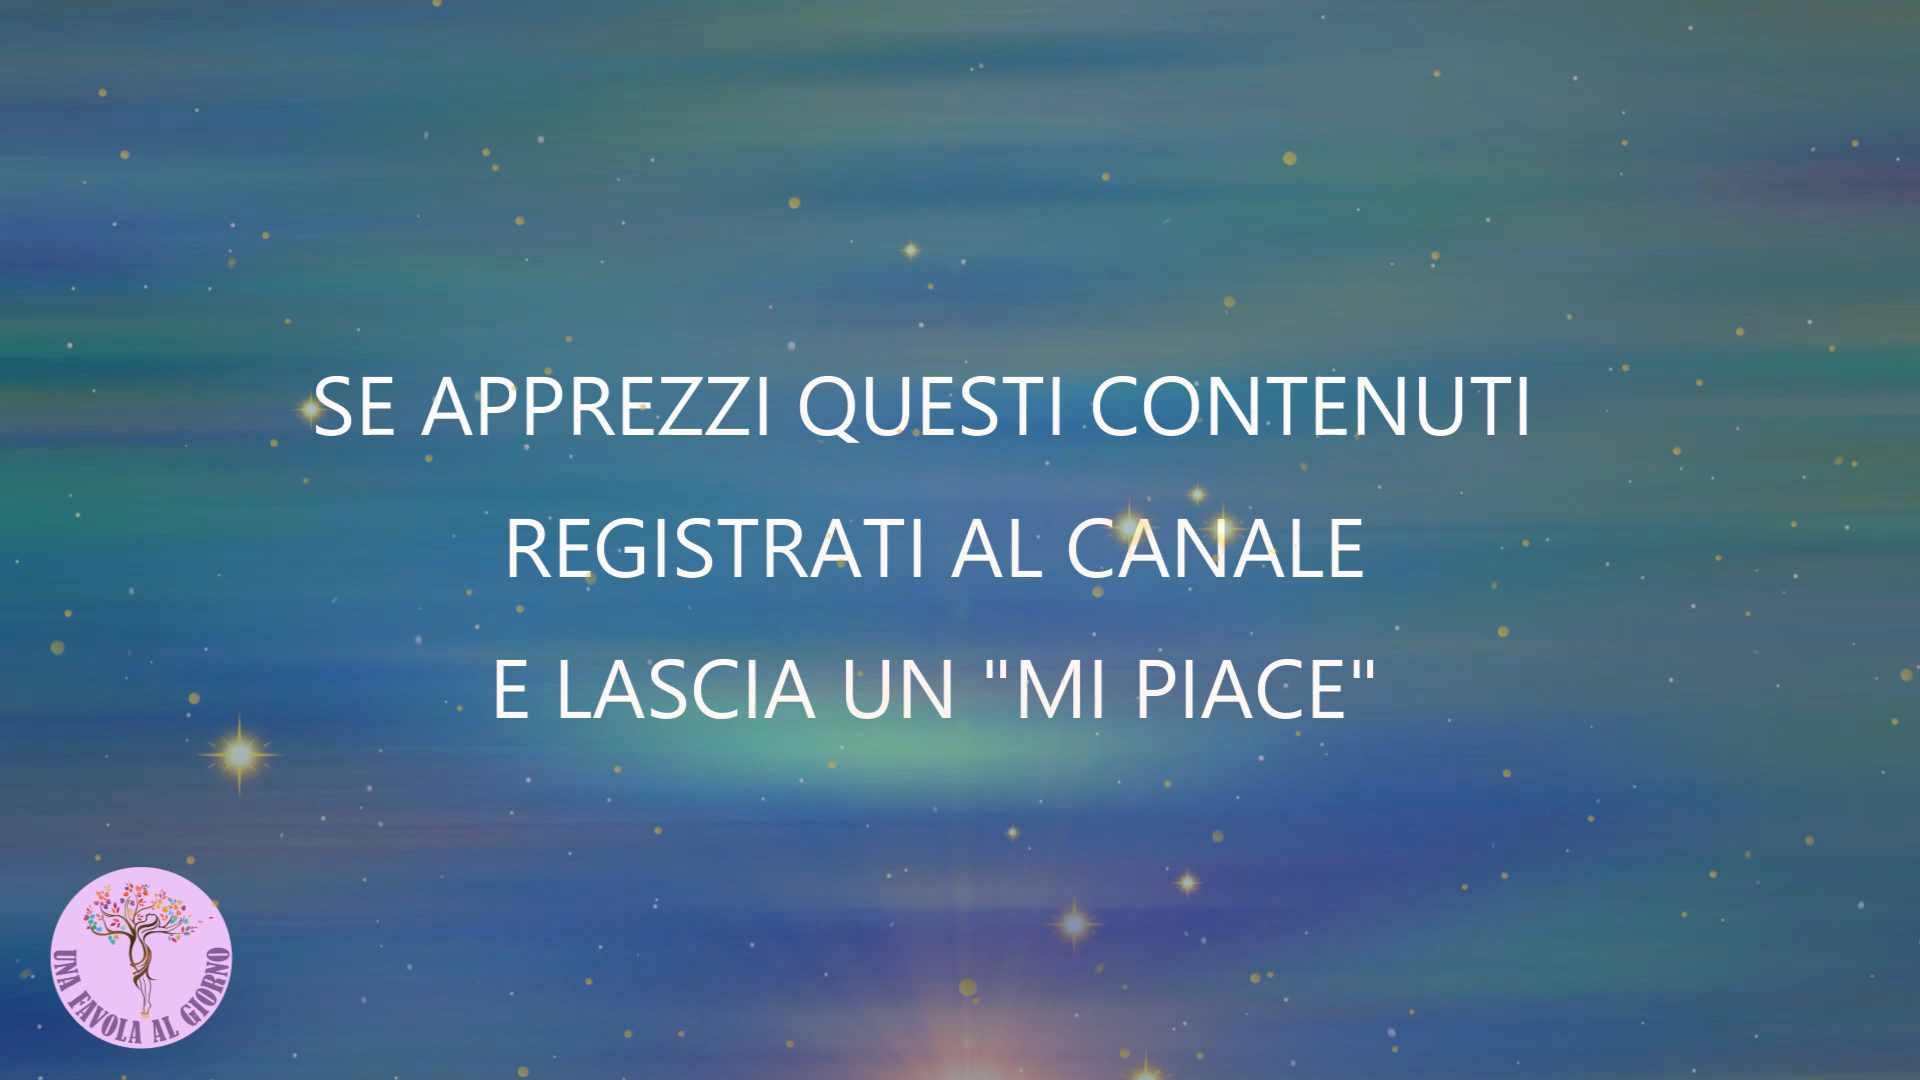 SE APPREZZI QUESTI CONTENUTI
REGISTRATI AL CANALE
E LASCIA UN "MI PIACE"
UNA FAVOLA AL GIORNO